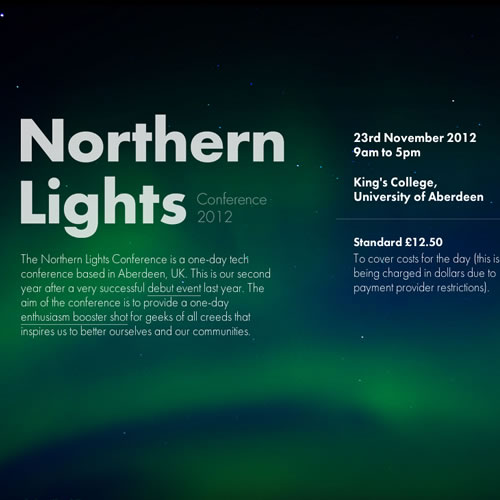 Northern
Lights
Conference
2012
The Northern Lights Conference is a one-day tech
conference based in Aberdeen, UK. This is our second
year after a very successful debut event last year. The
aim of the conference is to provide a one-day
enthusiasm booster shot for geeks of all creeds that
inspires us to better ourselves and our communities.
23rd November 2012
9am to 5pm
King's College,
University of Aberdeen
Standard £12.50
To cover costs for the day (this is
being charged in dollars due to
payment provider restrictions).